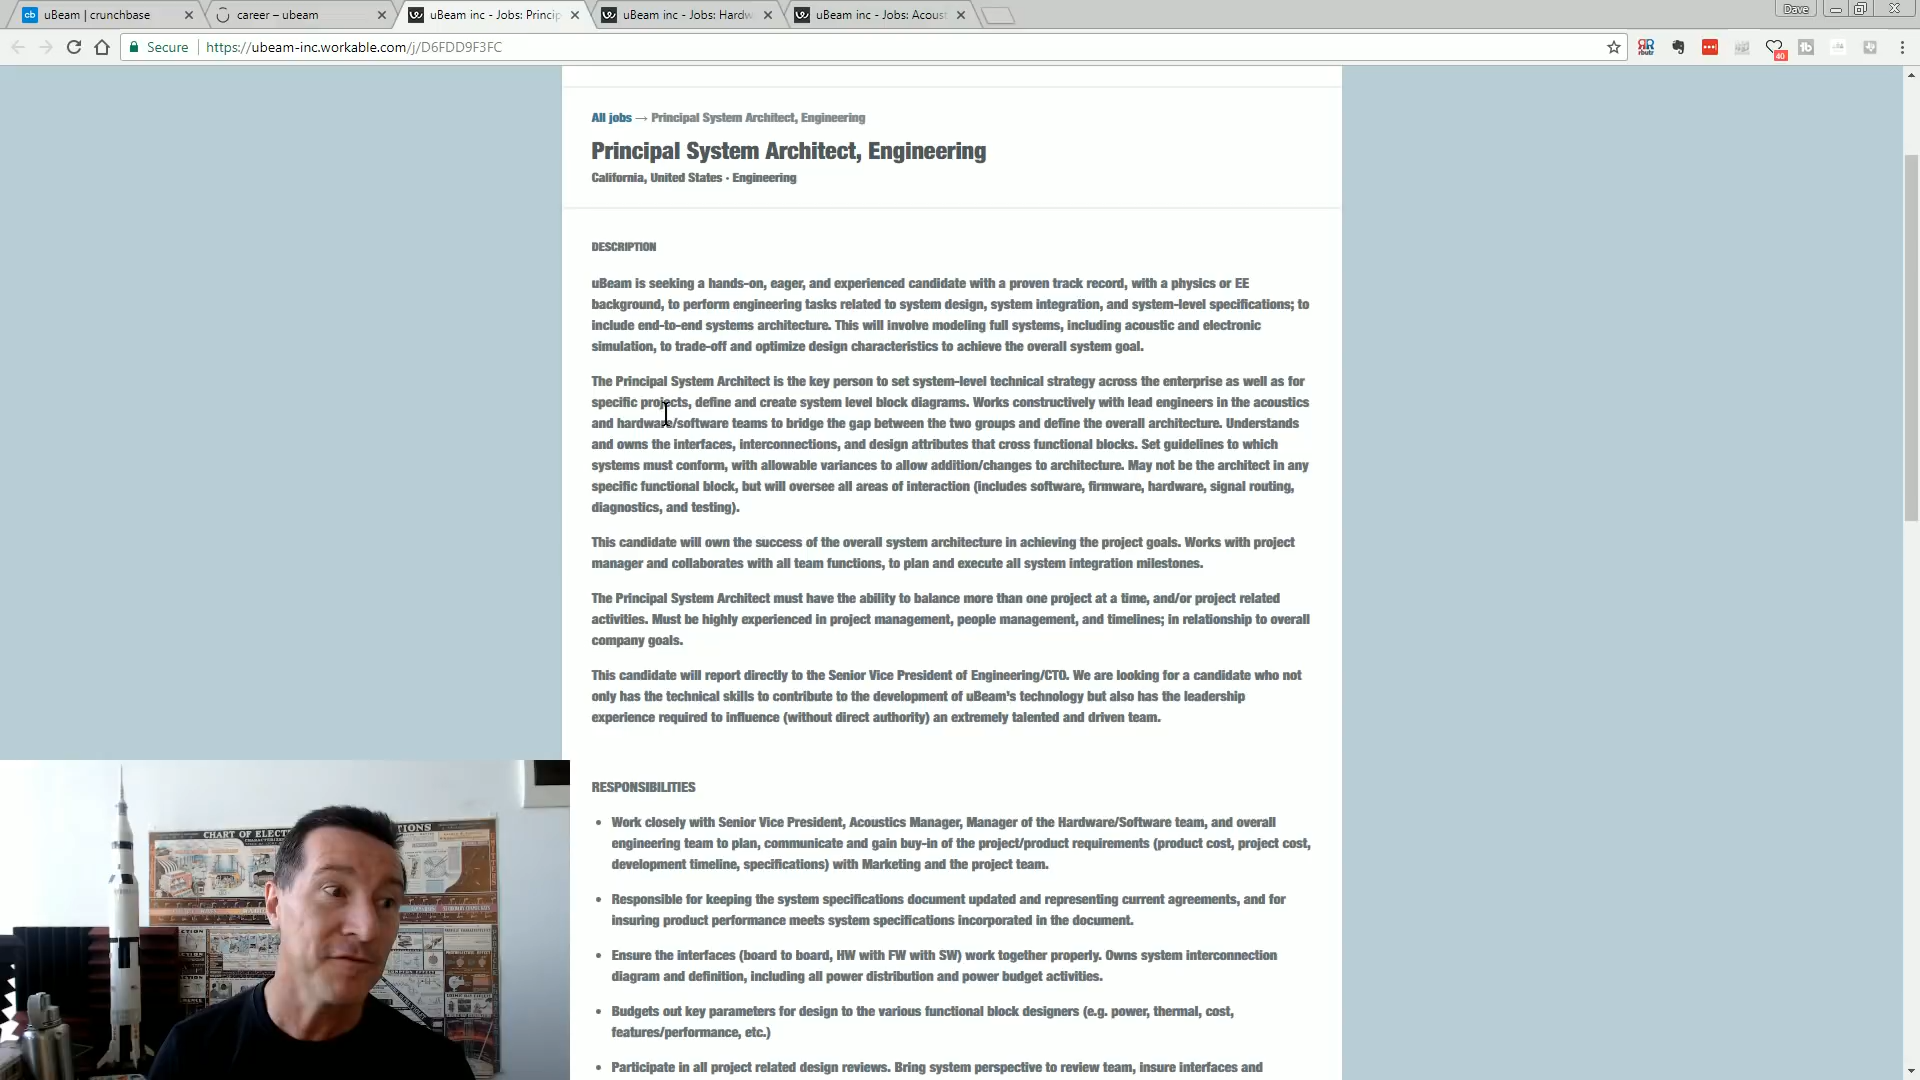 uBeam | crunchbase
career – ubeam
uBeam inc - Jobs: Princip
uBeam inc - Jobs: Hardw
uBeam inc - Jobs: Acous
Dave
Secure
https://ubeam-inc.workable.com/j/D6FDD9F3FC
40
All jobs → Principal System Architect, Engineering
Principal System Architect, Engineering
California, United States · Engineering
DESCRIPTION
uBeam is seeking a hands-on, eager, and experienced candidate with a proven track record, with a physics or EE
background, to perform engineering tasks related to system design, system integration, and system-level specifications; to
include end-to-end systems architecture. This will involve modeling full systems, including acoustic and electronic
simulation, to trade-off and optimize design characteristics to achieve the overall system goal.
The Principal System Architect is the key person to set system-level technical strategy across the enterprise as well as for
specific projects, define and create system level block diagrams. Works constructively with lead engineers in the acoustics
and hardware/software teams to bridge the gap between the two groups and define the overall architecture. Understands
and owns the interfaces, interconnections, and design attributes that cross functional blocks. Set guidelines to which
systems must conform, with allowable variances to allow addition/changes to architecture. May not be the architect in any
specific functional block, but will oversee all areas of interaction (includes software, firmware, hardware, signal routing,
diagnostics, and testing).
This candidate will own the success of the overall system architecture in achieving the project goals. Works with project
manager and collaborates with all team functions, to plan and execute all system integration milestones.
The Principal System Architect must have the ability to balance more than one project at a time, and/or project related
activities. Must be highly experienced in project management, people management, and timelines; in relationship to overall
company goals.
This candidate will report directly to the Senior Vice President of Engineering/CTO. We are looking for a candidate who not
only has the technical skills to contribute to the development of uBeam's technology but also has the leadership
experience required to influence (without direct authority) an extremely talented and driven team.
RESPONSIBILITIES
• Work closely with Senior Vice President, Acoustics Manager, Manager of the Hardware/Software team, and overall
engineering team to plan, communicate and gain buy-in of the project/product requirements (product cost, project cost,
development timeline, specifications) with Marketing and the project team.
• Responsible for keeping the system specifications document updated and representing current agreements, and for
insuring product performance meets system specifications incorporated in the document.
• Ensure the interfaces (board to board, HW with FW with SW) work together properly. Owns system interconnection
diagram and definition, including all power distribution and power budget activities.
• Budgets out key parameters for design to the various functional block designers (e.g. power, thermal, cost,
features/performance, etc.)
• Participate in all project related design reviews. Bring system perspective to review team, insure interfaces and
CHART OF ELECT